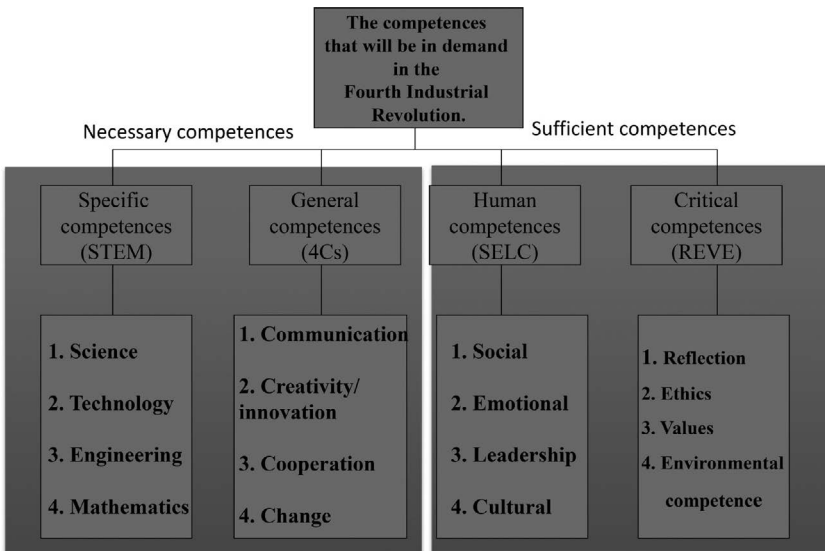 The competences
that will be in demand
in the
Fourth Industrial
Revolution.
Necessary competences
Sufficient competences
Specific
competences
(STEM)
General
competences
(4Cs)
Human
competences
(SELC)
Critical
competences
(REVE)
1. Science
2. Technology
3. Engineering
4. Mathematics
1. Communication
2. Creativity/
innovation
3. Cooperation
4. Change
1. Social
2. Emotional
3. Leadership
4. Cultural
1. Reflection
2. Ethics
3. Values
4. Environmental
competence